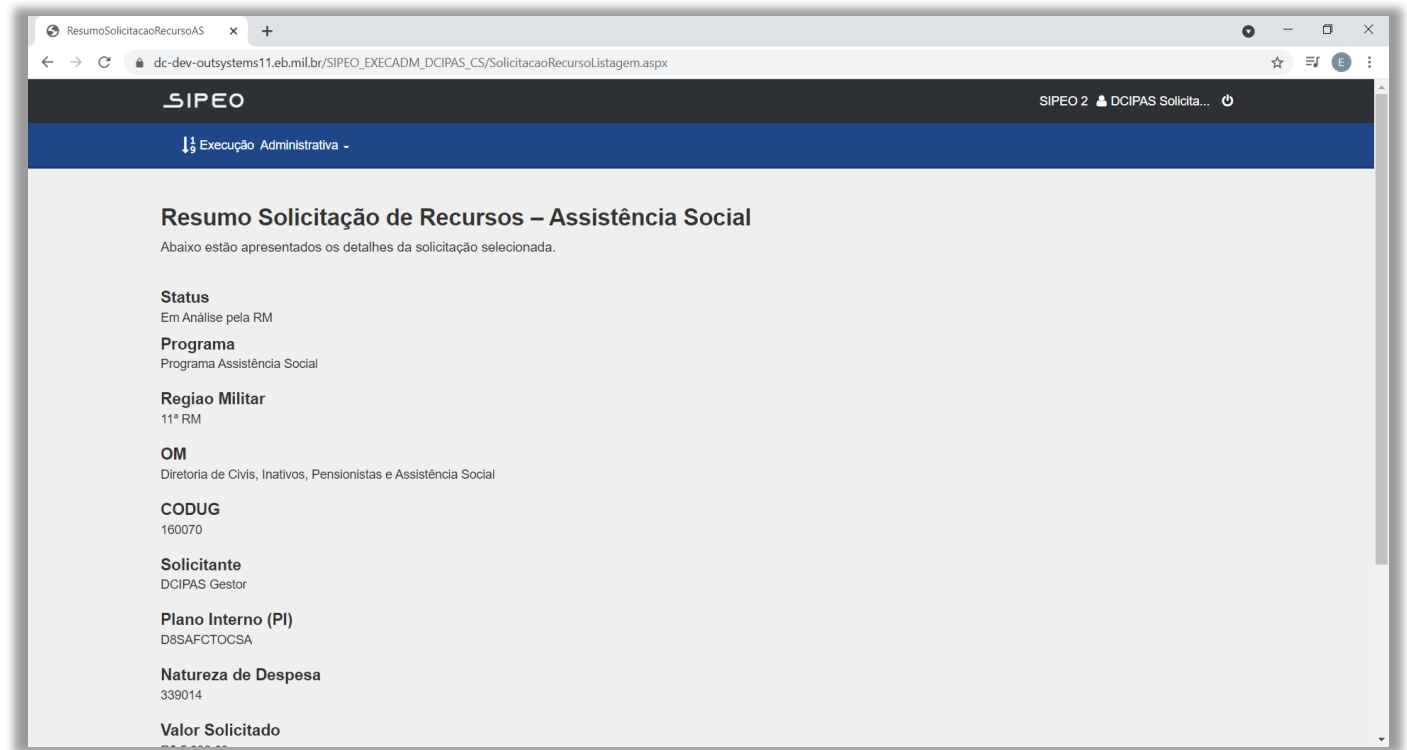 ResumoSolicitacaoRecursoAS
dc-dev-outsystems11.eb.mil.br/SIPEO_EXECADM_DCIPAS_CS/SolicitacaoRecursoListagem.aspx
E
SIPEO
SIPEO 2 DCIPAS Solicita...
Execução Administrativa
Resumo Solicitação de Recursos – Assistência Social
Abaixo estão apresentados os detalhes da solicitação selecionada.
Status
Em Análise pela RM
Programa
Programa Assistência Social
Regiao Militar
11ª RM
OM
Diretoria de Civis, Inativos, Pensionistas e Assistência Social
CODUG
160070
Solicitante
DCIPAS Gestor
Plano Interno (PI)
D8SAFCTOCSA
Natureza de Despesa
339014
Valor Solicitado